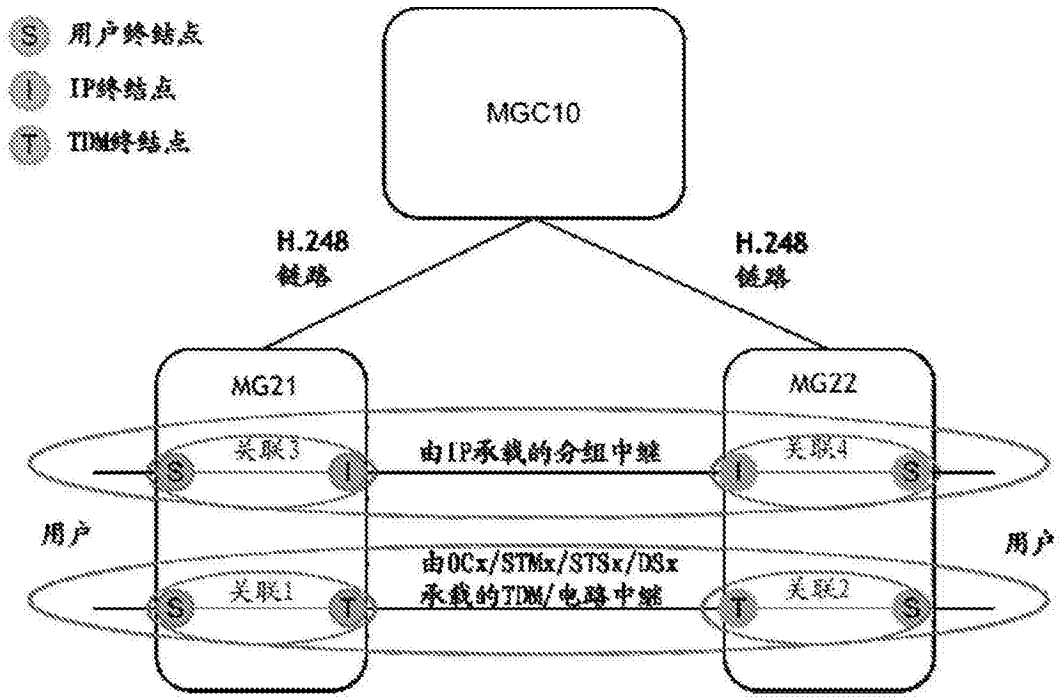 S 用户终结点
I IP终结点
T TDM终结点
MGC10
H.248
链路
H.248
链路
MG21
MG22
关联3
由IP承载的分组中继
关联4
S
I
I
S
用户
用户
由OCx/STMx/STSx/DSx
承载的TDM/电路中继
关联1
关联2
S
T
T
S